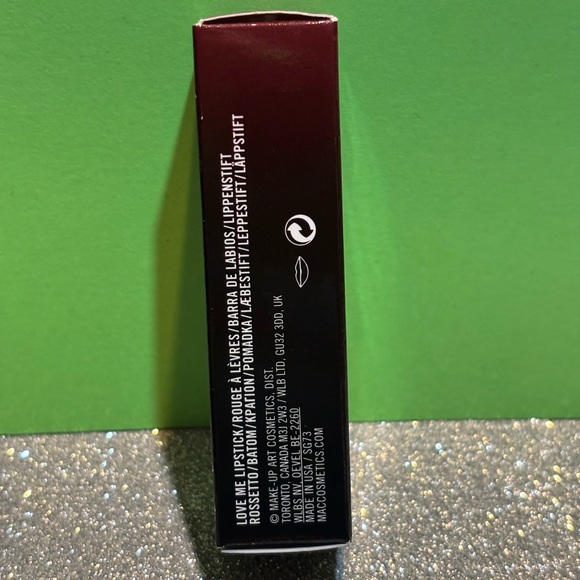 LOVE ME LIPSTICK/ROUGE À LÈVRES/BARRA DE LABIOS/LIPPENSTIFT
ROSSETTO/BATOM/ΚΡΑΓΙΟΝ/POMADKA/LÆBESTIFT/LEPPESTIFT/LÄPPSTIFT
© MAKE-UP ART COSMETICS, DIST.
TORONTO, CANADA M3J 2W3 / WLB LTD, GU32 3DD, UK
WLBS NV, OEVEL BE-2260
MADE IN USA / SG73
MACCOSMETICS.COM